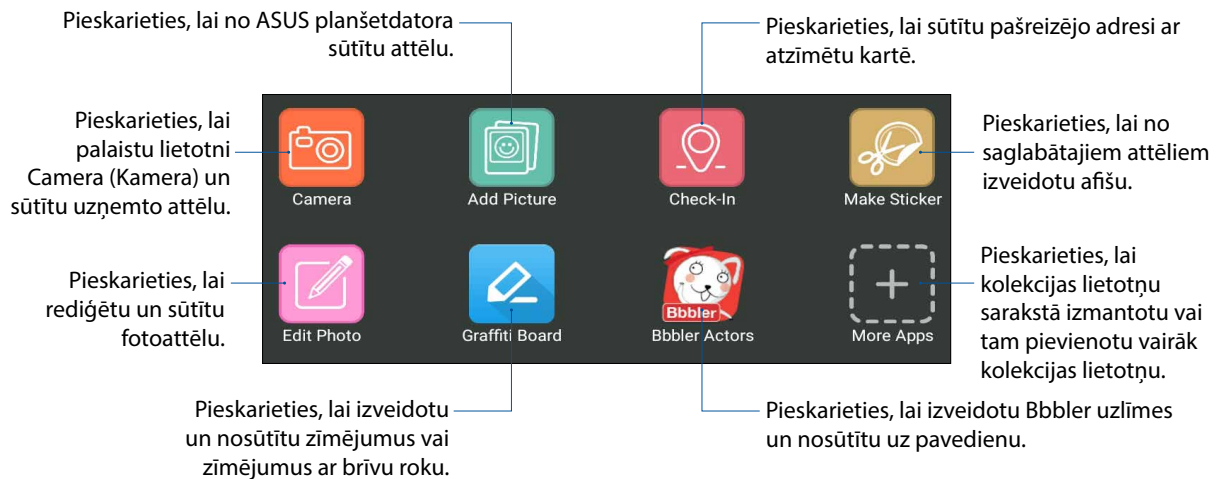 Pieskarieties, lai no ASUS planšetdatora
sūtītu attēlu.
Pieskarieties, lai sūtītu pašreizējo adresi ar
atzīmētu kartē.
Pieskarieties, lai
palaistu lietotni
Camera (Kamera) un
sūtītu uzņemto attēlu.
Camera
Add Picture
Check-In
Make Sticker
Pieskarieties, lai no
saglabātajiem attēliem
izveidotu afišu.
Pieskarieties, lai
rediģētu un sūtītu
fotoattēlu.
Edit Photo
Graffiti Board
Bbbler
Bbbler Actors
More Apps
Pieskarieties, lai
kolekcijas lietotņu
sarakstā izmantotu vai
tam pievienotu vairāk
kolekcijas lietotņu.
Pieskarieties, lai izveidotu
un nosūtītu zīmējumus vai
zīmējumus ar brīvu roku.
Pieskarieties, lai izveidotu Bbbler uzlīmes
un nosūtītu uz pavedienu.